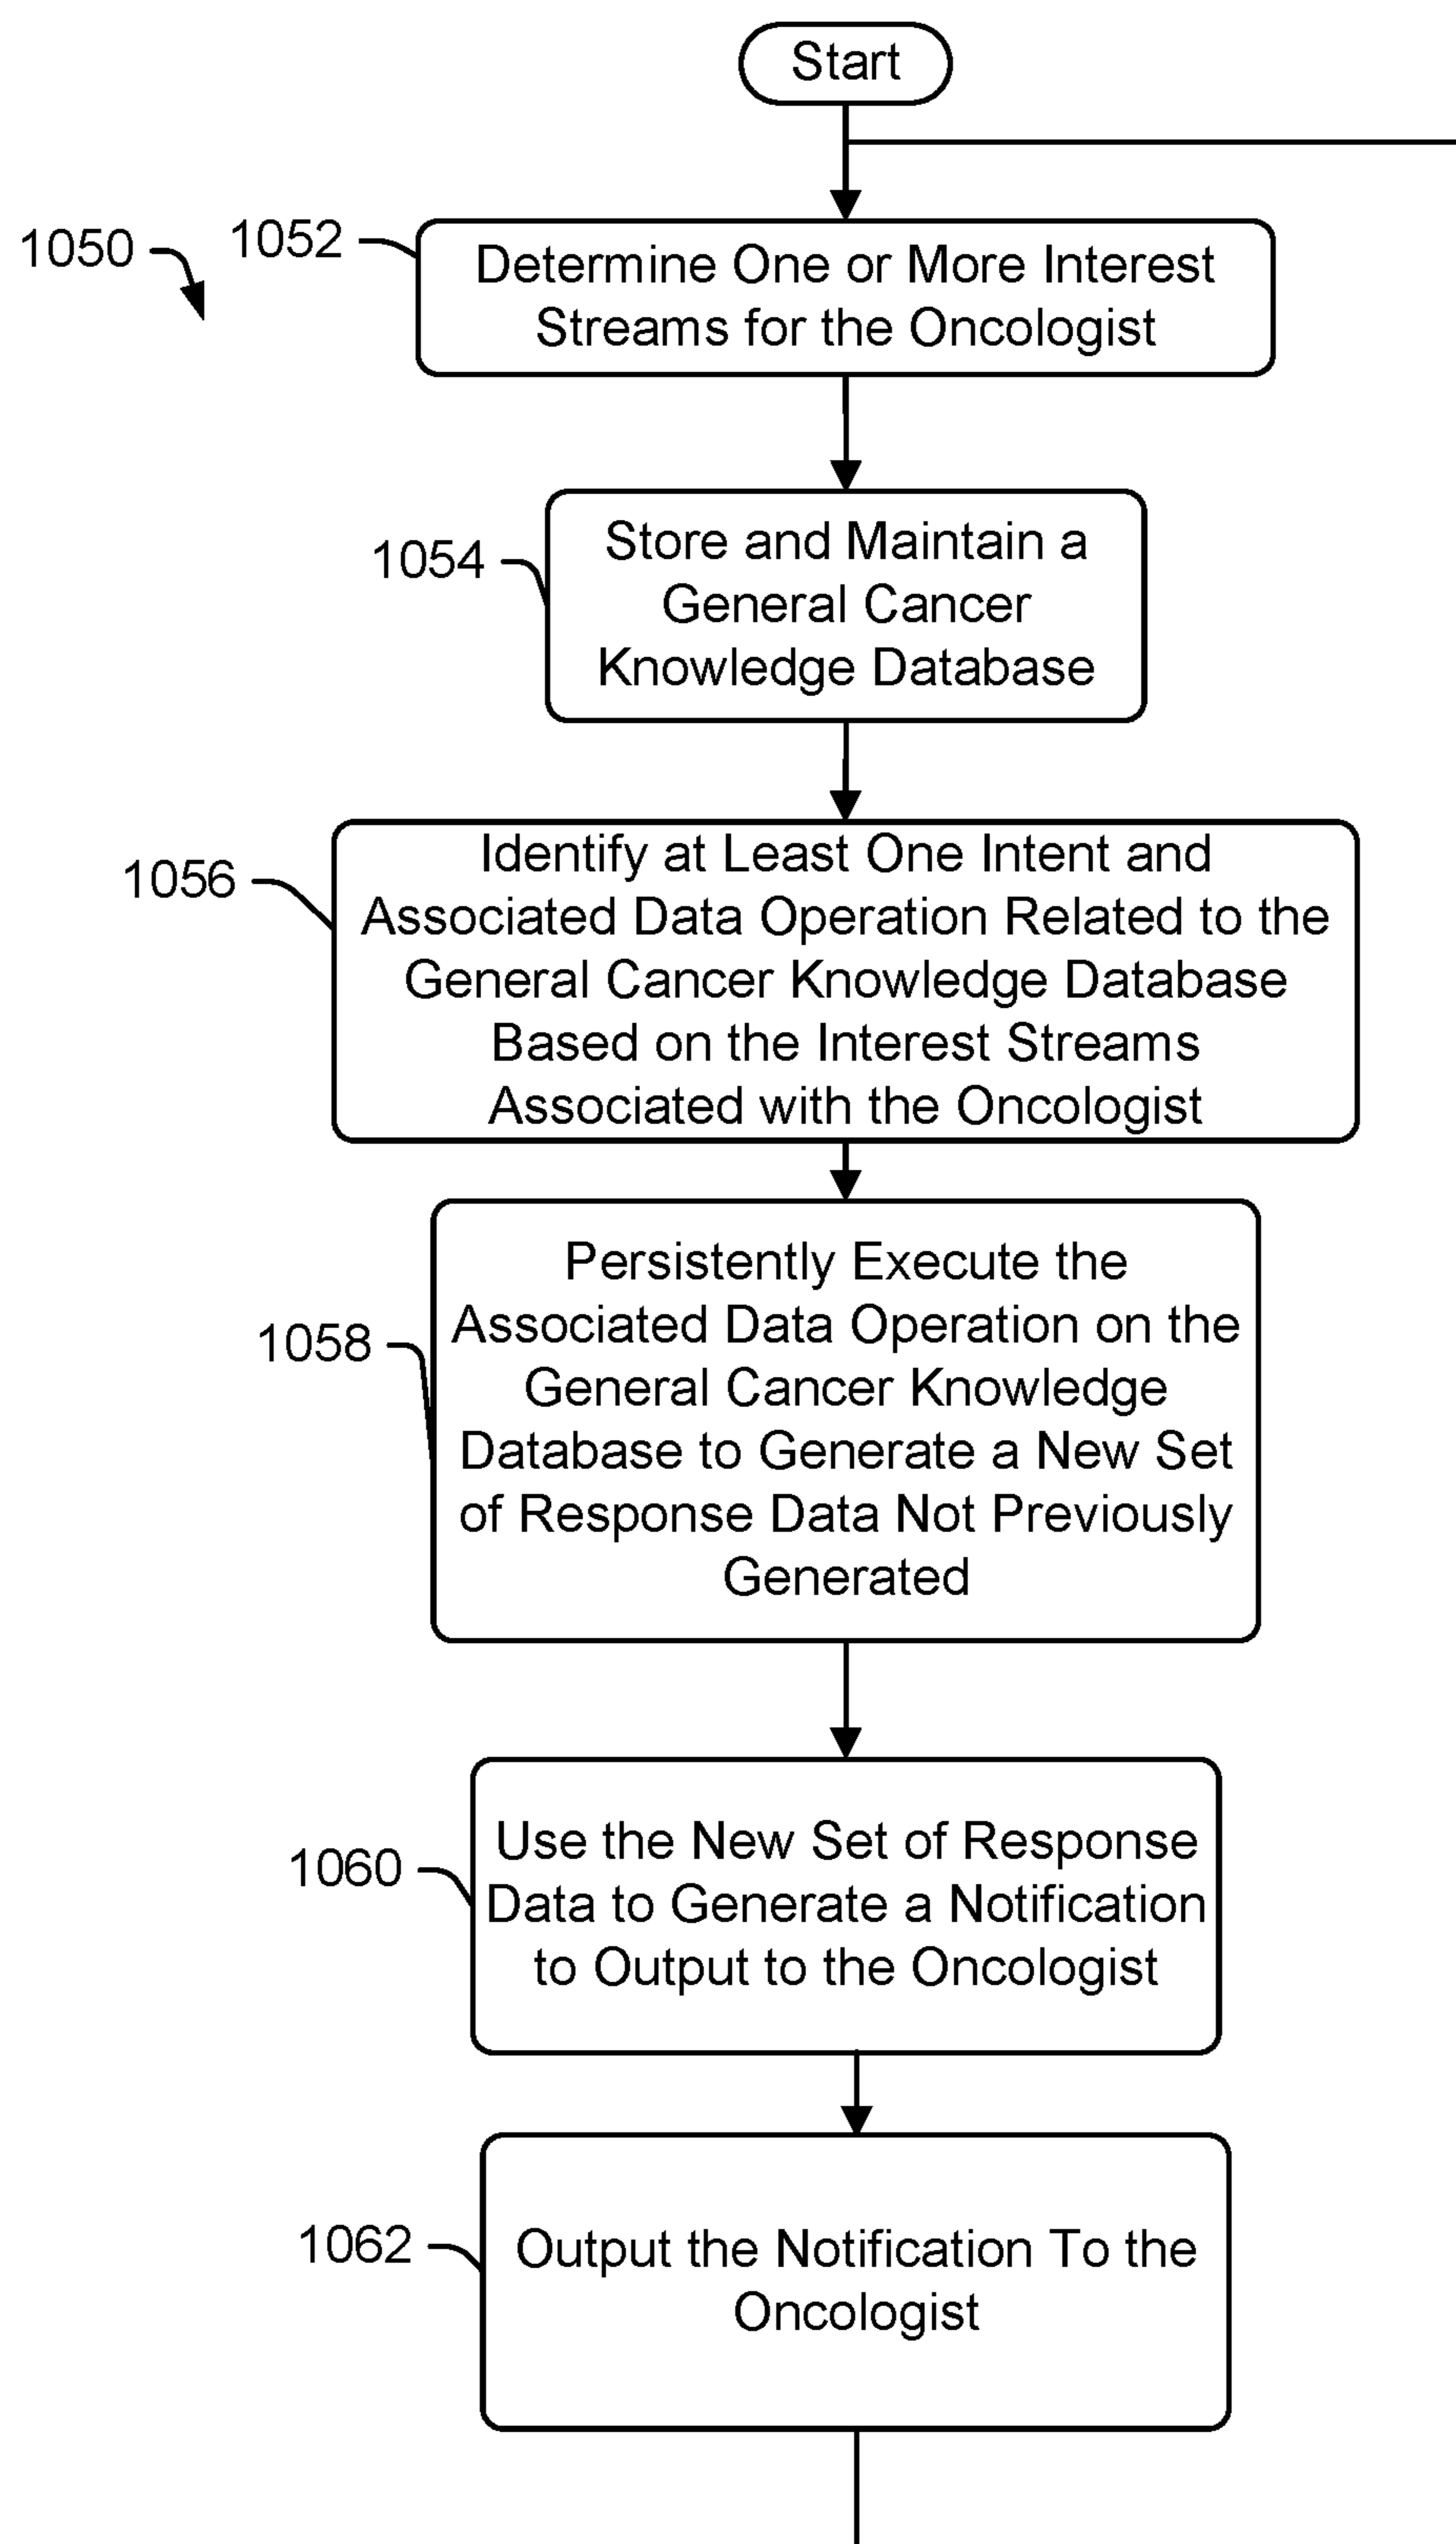 Start
1050
1052
Determine One or More Interest
Streams for the Oncologist
1054
Store and Maintain a
General Cancer
Knowledge Database
1056
Identify at Least One Intent and
Associated Data Operation Related to the
General Cancer Knowledge Database
Based on the Interest Streams
Associated with the Oncologist
1058
Persistently Execute the
Associated Data Operation on the
General Cancer Knowledge
Database to Generate a New Set
of Response Data Not Previously
Generated
1060
Use the New Set of Response
Data to Generate a Notification
to Output to the Oncologist
1062
Output the Notification To the
Oncologist